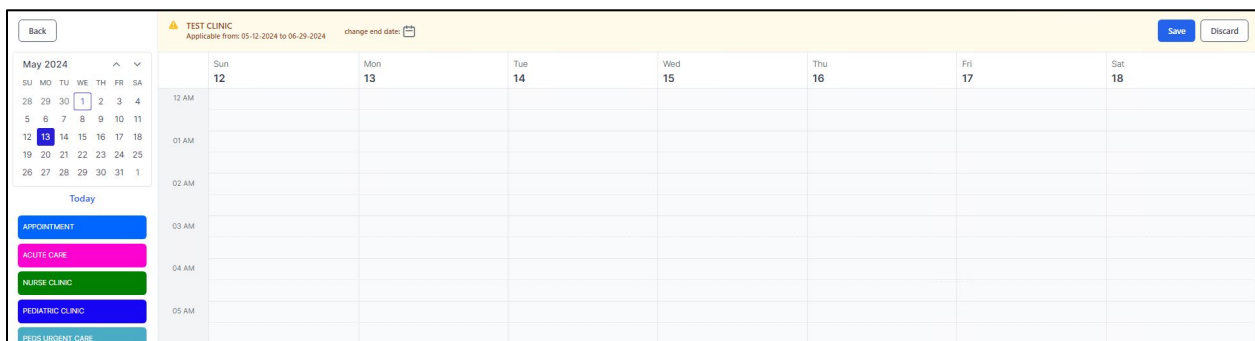 Back
TEST CLINIC
Applicable from: 05-12-2024 to 06-29-2024
change end date:
Save
Discard
May 2024
SU MO TU WE TH FR SA
28 29 30 1 2 3 4
5 6 7 8 9 10 11
12 13 14 15 16 17 18
19 20 21 22 23 24 25
26 27 28 29 30 31 1
Today
APPOINTMENT
ACUTE CARE
NURSE CLINIC
PEDIATRIC CLINIC
PEDS URGENT CARE
Sun Mon Tue Wed Thu Fri Sat
12 13 14 15 16 17 18
12 AM
01 AM
02 AM
03 AM
04 AM
05 AM